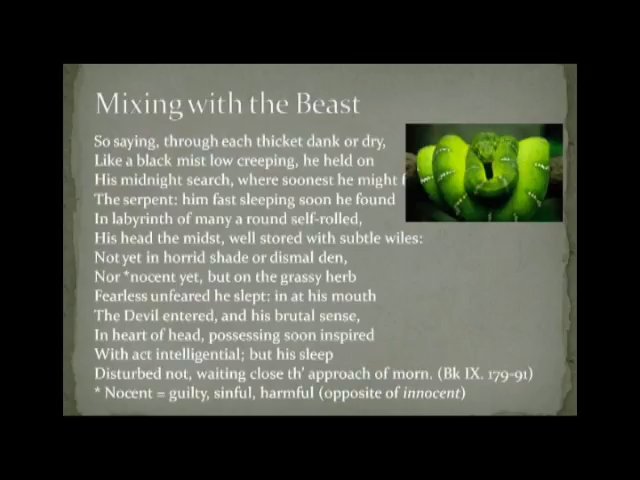 Mixing with the Beast
So saying, through each thicket dank or dry,
Like a black mist low creeping, he held on
His midnight search, where soonest he might f
The serpent: him fast sleeping soon he found
In labyrinth of many a round self-rolled,
His head the midst, well stored with subtle wiles:
Not yet in horrid shade or dismal den,
Nor *nocent yet, but on the grassy herb
Fearless unfeared he slept: in at his mouth
The Devil entered, and his brutal sense,
In heart of head, possessing soon inspired
With act intelligential; but his sleep
Disturbed not, waiting close th' approach of morn. (Bk IX. 179-91)
* Nocent = guilty, sinful, harmful (opposite of innocent)